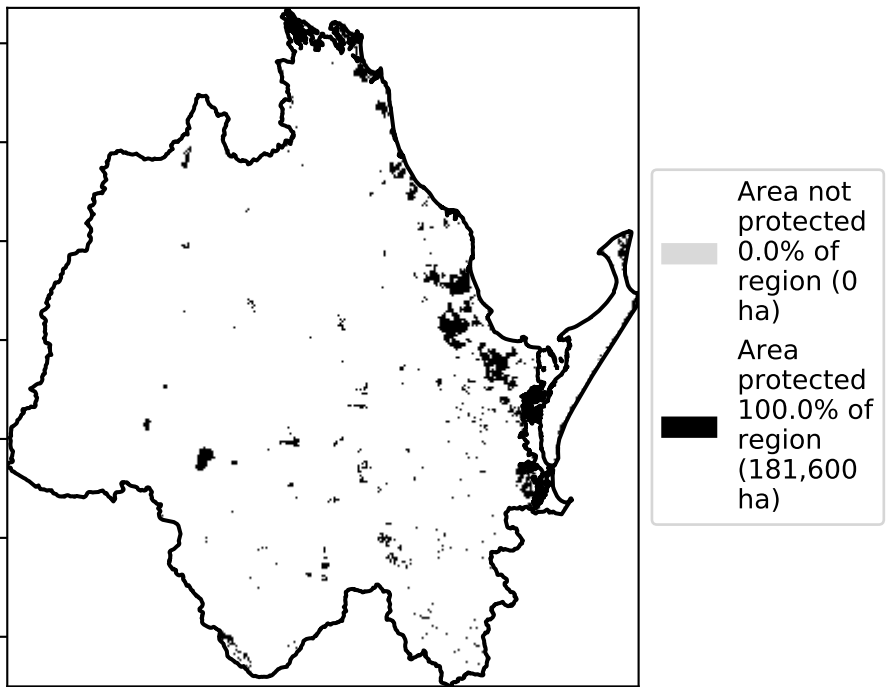 Area not
protected
0.0% of
region (0
ha)
Area
protected
100.0% of
region
(181,600
ha)